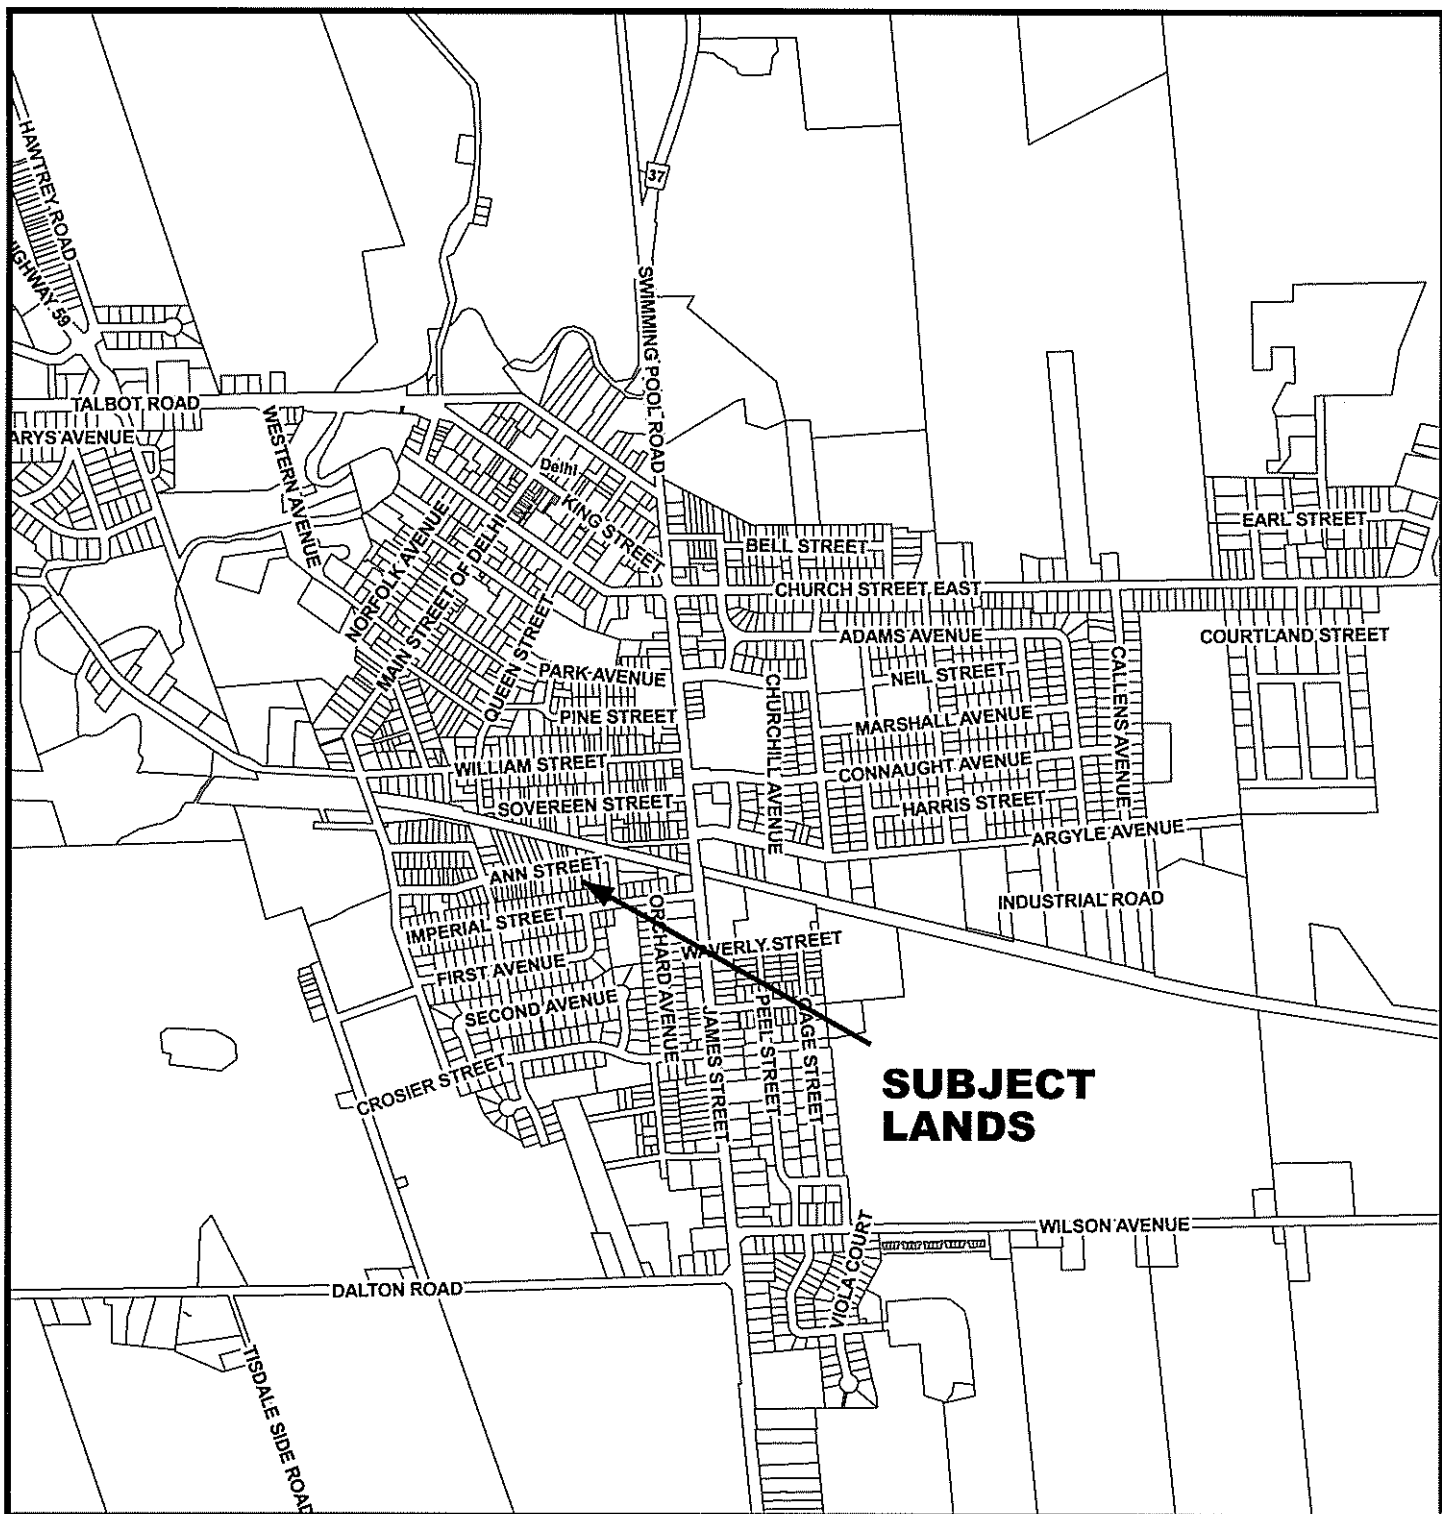 37
HAWTREY ROAD
HIGHWAY 59
SWIMMING POOL ROAD
TALBOT ROAD
ARYS AVENUE
WESTERN AVENUE
Delhi
KING STREET
NORFOLK AVENUE
MAIN STREET OF DELHI
QUEEN STREET
EARL STREET
BELL STREET
CHURCH STREET EAST
ADAMS AVENUE
COURTLAND STREET
PARK AVENUE
NEIL STREET
CALLENS AVENUE
CHURCHILL AVENUE
PINE STREET
MARSHALL AVENUE
WILLIAM STREET
CONNAUGHT AVENUE
SOVEREEN STREET
HARRIS STREET
ARGYLE AVENUE
ANN STREET
INDUSTRIAL ROAD
IMPERIAL STREET
ORCHARD AVENUE
WAVERLY STREET
FIRST AVENUE
SECOND AVENUE
JAMES STREET
PEEL STREET
GAGE STREET
CROSIER STREET
SUBJECT
LANDS
WILSON AVENUE
VIOLA COURT
DALTON ROAD
TISDALE SIDE ROAD